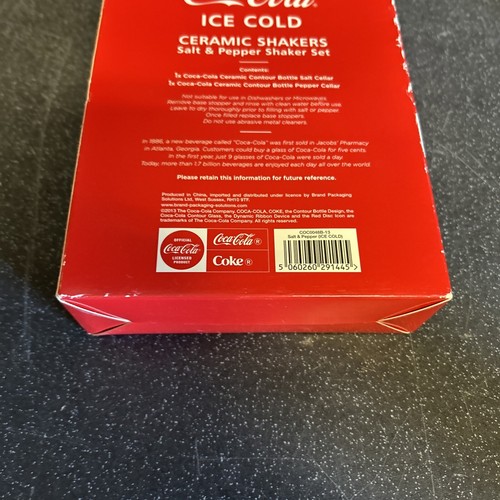 Coca-Cola®
ICE COLD
CERAMIC SHAKERS
Salt & Pepper Shaker Set
Contents:
1x Coca-Cola Ceramic Contour Bottle Salt Cellar
1x Coca-Cola Ceramic Contour Bottle Pepper Cellar
Not suitable for use in Dishwashers or Microwaves.
Remove base stopper and rinse with clean water before use.
Leave to dry thoroughly prior to filling with salt or pepper.
Once filled replace base stoppers.
Do not use abrasive metal cleaners.
In 1886, a new beverage called "Coca-Cola" was first sold in Jacobs' Pharmacy
in Atlanta, Georgia. Customers could buy a glass of Coca-Cola for five cents.
In the first year, just 9 glasses of Coca-Cola were sold a day.
Today, more than 1.7 billion beverages are enjoyed each day all over the world.
Please retain this information for future reference.
Produced in China, imported and distributed under licence by Brand Packaging
Solutions Ltd, West Sussex, RH10 9TF.
www.brand-packaging-solutions.com
©2013 The Coca-Cola Company. COCA-COLA, COKE, the Contour Bottle Design, the
Coca-Cola Contour Glass, the Dynamic Ribbon Device and the Red Disc Icon are
trademarks of The Coca-Cola Company. All rights reserved.
OFFICIAL
Coca-Cola
LICENSED
PRODUCT
Coca-Cola®
Coke®
COC0046B-13
Salt & Pepper (ICE COLD)
5 060260 291445 >